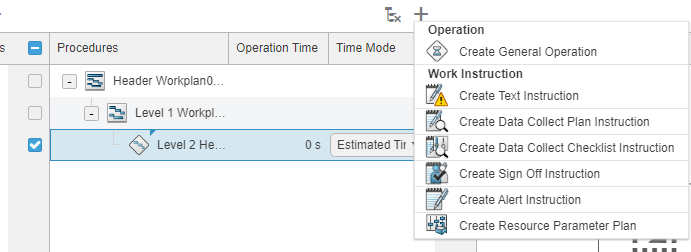 s
Procedures
Operation Time
Time Mode
Header Workplan0...
Level 1 Workpl...
Level 2 He...
0 s
Estimated Tir
Operation
Create General Operation
Work Instruction
Create Text Instruction
Create Data Collect Plan Instruction
Create Data Collect Checklist Instruction
Create Sign Off Instruction
Create Alert Instruction
Create Resource Parameter Plan